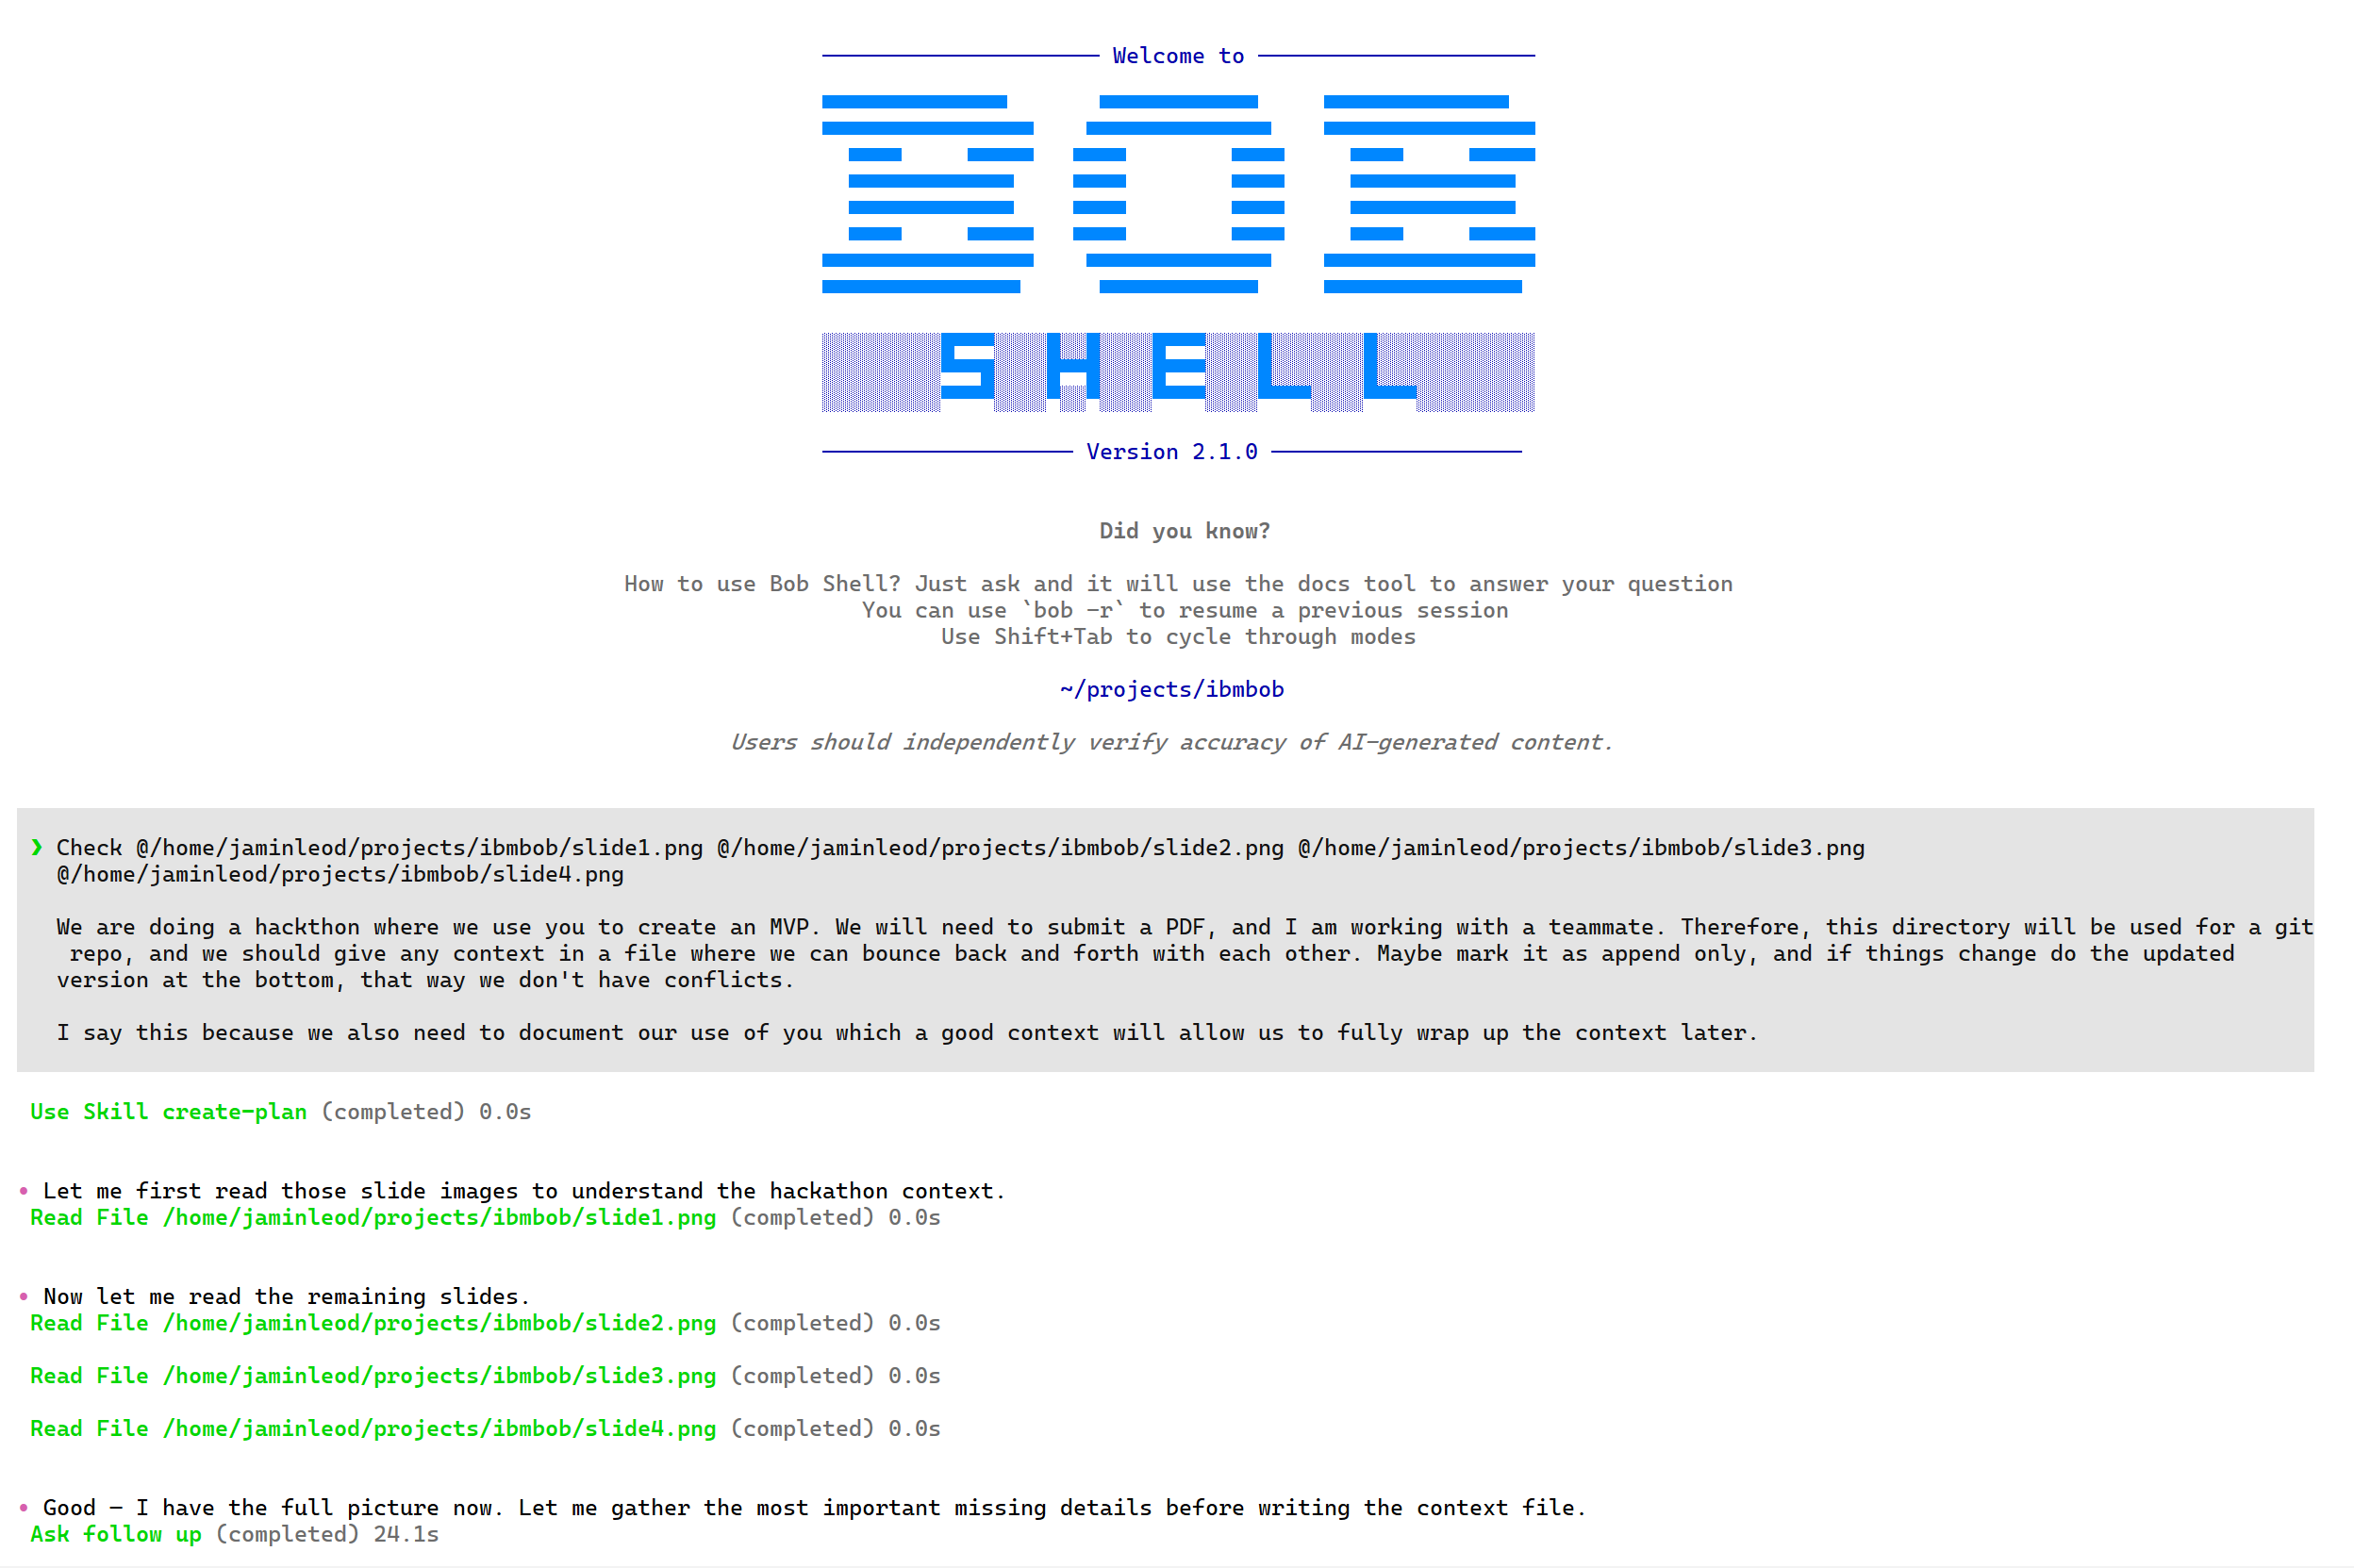 Welcome to
BOB
SHELL
Version 2.1.0
Did you know?
How to use Bob Shell? Just ask and it will use the docs tool to answer your question
You can use `bob -r` to resume a previous session
Use Shift+Tab to cycle through modes
~/projects/ibmbob
Users should independently verify accuracy of AI-generated content.
❯ Check @/home/jaminleod/projects/ibmbob/slide1.png @/home/jaminleod/projects/ibmbob/slide2.png @/home/jaminleod/projects/ibmbob/slide3.png
@/home/jaminleod/projects/ibmbob/slide4.png
We are doing a hackthon where we use you to create an MVP. We will need to submit a PDF, and I am working with a teammate. Therefore, this directory will be used for a git
repo, and we should give any context in a file where we can bounce back and forth with each other. Maybe mark it as append only, and if things change do the updated
version at the bottom, that way we don't have conflicts.
I say this because we also need to document our use of you which a good context will allow us to fully wrap up the context later.
Use Skill create-plan (completed) 0.0s
• Let me first read those slide images to understand the hackathon context.
Read File /home/jaminleod/projects/ibmbob/slide1.png (completed) 0.0s
• Now let me read the remaining slides.
Read File /home/jaminleod/projects/ibmbob/slide2.png (completed) 0.0s
Read File /home/jaminleod/projects/ibmbob/slide3.png (completed) 0.0s
Read File /home/jaminleod/projects/ibmbob/slide4.png (completed) 0.0s
• Good — I have the full picture now. Let me gather the most important missing details before writing the context file.
Ask follow up (completed) 24.1s